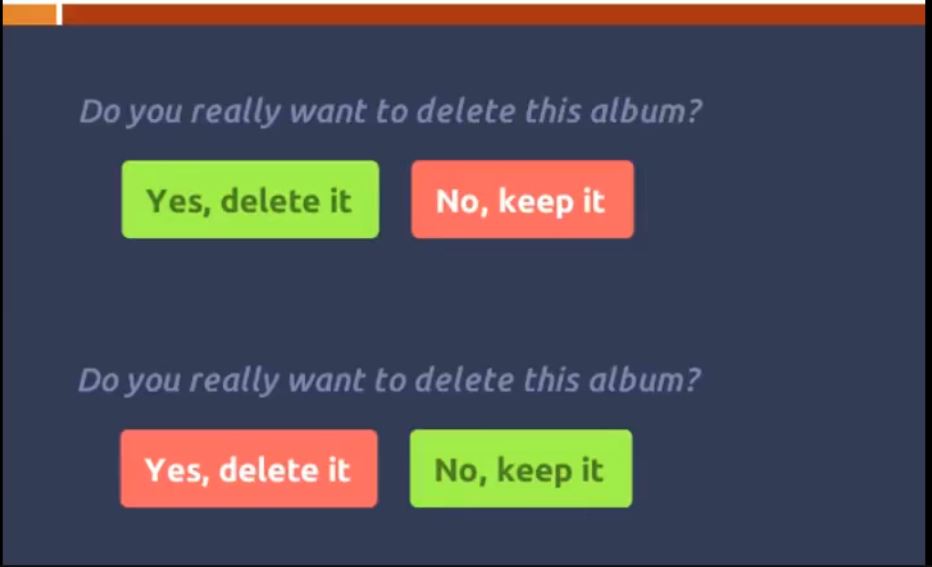 Do you really want to delete this album?
Yes, delete it No, keep it
Do you really want to delete this album?
Yes, delete it No, keep it